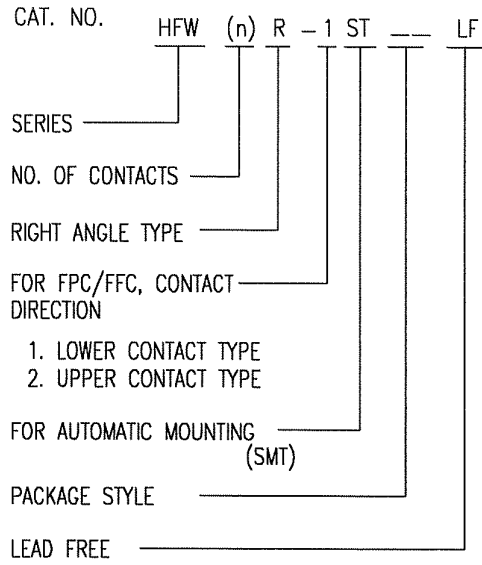 CAT. NO. HFW (n) R - 1 ST __ LF
SERIES
NO. OF CONTACTS
RIGHT ANGLE TYPE
FOR FPC/FFC, CONTACT
DIRECTION
1. LOWER CONTACT TYPE
2. UPPER CONTACT TYPE
FOR AUTOMATIC MOUNTING
(SMT)
PACKAGE STYLE
LEAD FREE